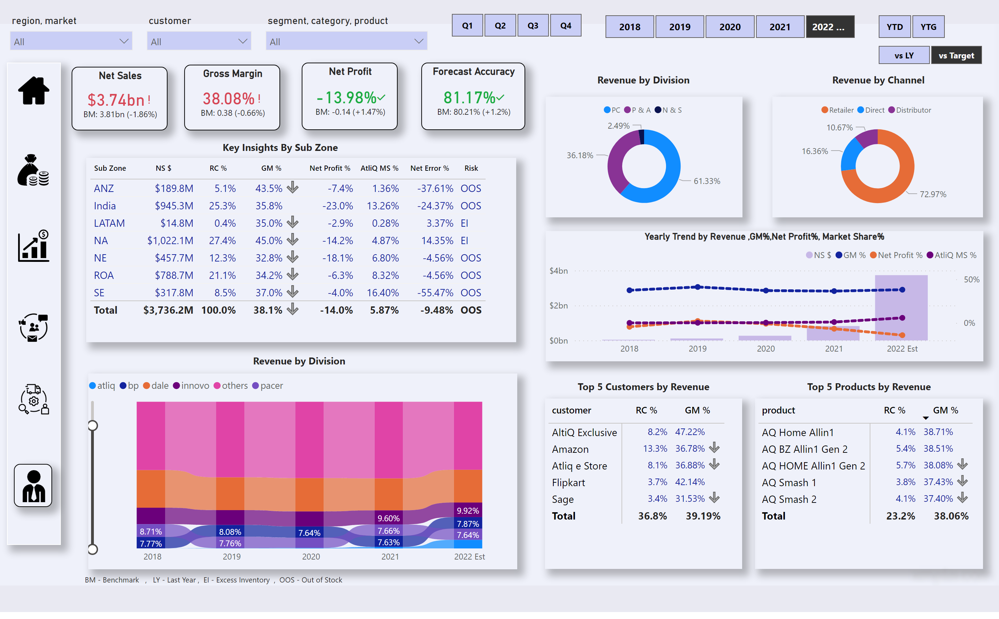 region, market
customer
segment, category, product
All
All
All
Q1 Q2 Q3 Q4
2018 2019 2020 2021 2022 ...
YTD YTG
vs LY vs Target
Net Sales
$3.74bn !
BM: 3.81bn (-1.86%)
Gross Margin
38.08% !
BM: 0.38 (-0.66%)
Net Profit
-13.98%
BM: -0.14 (+1.47%)
Forecast Accuracy
81.17%
BM: 80.21% (+1.2%)
Key Insights By Sub Zone
Sub Zone NS $ RC % GM % Net Profit % AtliQ MS % Net Error % Risk
ANZ $189.8M 5.1% 43.5% -7.4% 1.36% -37.61% OOS
India $945.3M 25.3% 35.8% -23.0% 13.26% -24.37% OOS
LATAM $14.8M 0.4% 35.0% -2.9% 0.28% 3.37% EI
NA $1,022.1M 27.4% 45.0% -14.2% 4.87% 14.35% EI
NE $457.7M 12.3% 32.8% -18.1% 6.80% -4.56% OOS
ROA $788.7M 21.1% 34.2% -6.3% 8.32% -4.56% OOS
SE $317.8M 8.5% 37.0% -4.0% 16.40% -55.47% OOS
Total $3,736.2M 100.0% 38.1% -14.0% 5.87% -9.48% OOS
Revenue by Division
PC P & A N & S
2.49%
36.18%
61.33%
Revenue by Channel
Retailer Direct Distributor
10.67%
16.36%
72.97%
Yearly Trend by Revenue ,GM%,Net Profit%, Market Share%
NS $ GM % Net Profit % AtliQ MS %
$4bn
50%
$2bn
0%
$0bn
2018 2019 2020 2021 2022 Est
Revenue by Division
atliq bp dale innovo others pacer
8.71%
7.77%
8.08%
7.76%
7.64%
9.60%
7.66%
7.63%
9.92%
7.87%
7.64%
2018 2019 2020 2021 2022 Est
Top 5 Customers by Revenue
customer RC % GM %
AltiQ Exclusive 8.2% 47.22%
Amazon 13.3% 36.78%
Atliq e Store 8.1% 36.88%
Flipkart 3.7% 42.14%
Sage 3.4% 31.53%
Total 36.8% 39.19%
Top 5 Products by Revenue
product RC % GM %
AQ Home Allin1 4.1% 38.71%
AQ BZ Allin1 Gen 2 5.4% 38.51%
AQ HOME Allin1 Gen 2 5.7% 38.08%
AQ Smash 1 3.8% 37.43%
AQ Smash 2 4.1% 37.40%
Total 23.2% 38.06%
BM - Benchmark , LY - Last Year , EI - Excess Inventory , OOS - Out of Stock